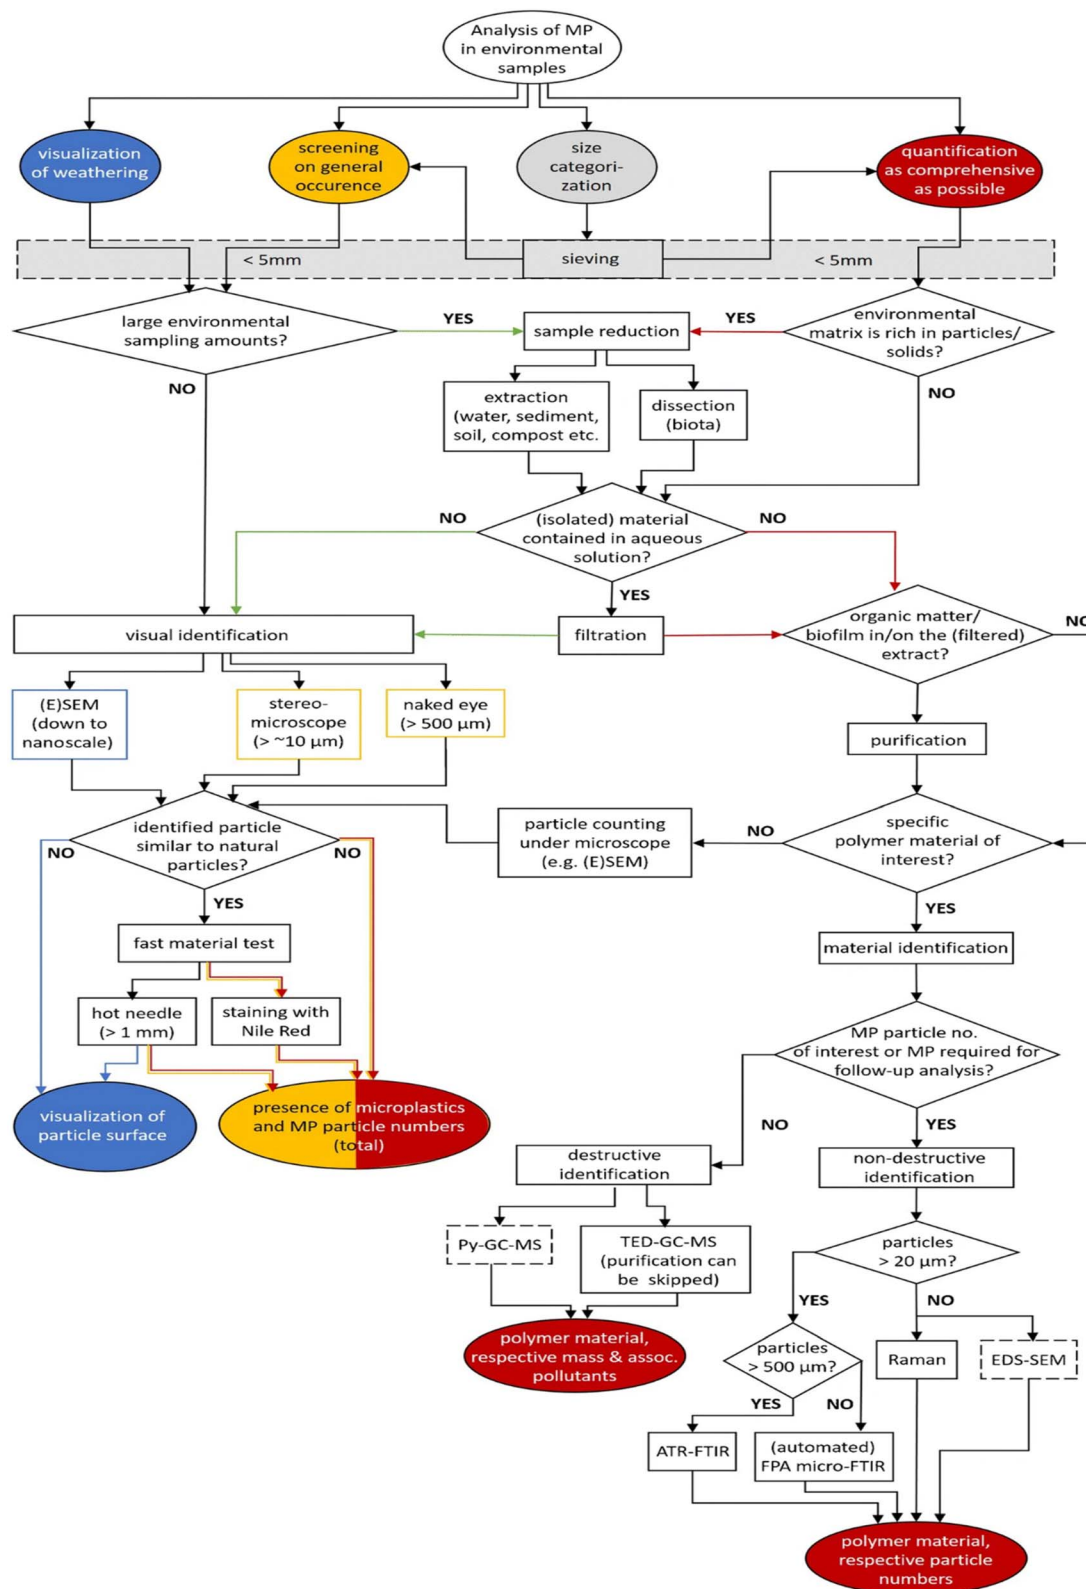 Analysis of MP
in environmental
samples
visualization
of weathering
screening
on general
occurence
size
categori-
zation
quantification
as comprehensive
as possible
< 5mm
sieving
< 5mm
large environmental
sampling amounts?
YES
sample reduction
YES
environmental
matrix is rich in particles/
solids?
NO
extraction
(water, sediment,
soil, compost etc.
dissection
(biota)
NO
NO
(isolated) material
contained in aqueous
solution?
NO
YES
visual identification
filtration
organic matter/
biofilm in/on the (filtered)
extract?
NO
(E)SEM
(down to
nanoscale)
stereo-
microscope
(> ~10 µm)
naked eye
(> 500 µm)
purification
identified particle
similar to natural
particles?
NO
NO
YES
particle counting
under microscope
(e.g. (E)SEM)
NO
specific
polymer material of
interest?
YES
fast material test
material identification
hot needle
(> 1 mm)
staining with
Nile Red
MP particle no.
of interest or MP required for
follow-up analysis?
visualization of
particle surface
presence of microplastics
and MP particle numbers
(total)
NO
YES
destructive
identification
non-destructive
identification
Py-GC-MS
TED-GC-MS
(purification can
be skipped)
particles
> 20 µm?
YES
NO
polymer material,
respective mass & assoc.
pollutants
particles
> 500 µm?
Raman
EDS-SEM
YES
NO
ATR-FTIR
(automated)
FPA micro-FTIR
polymer material,
respective particle
numbers